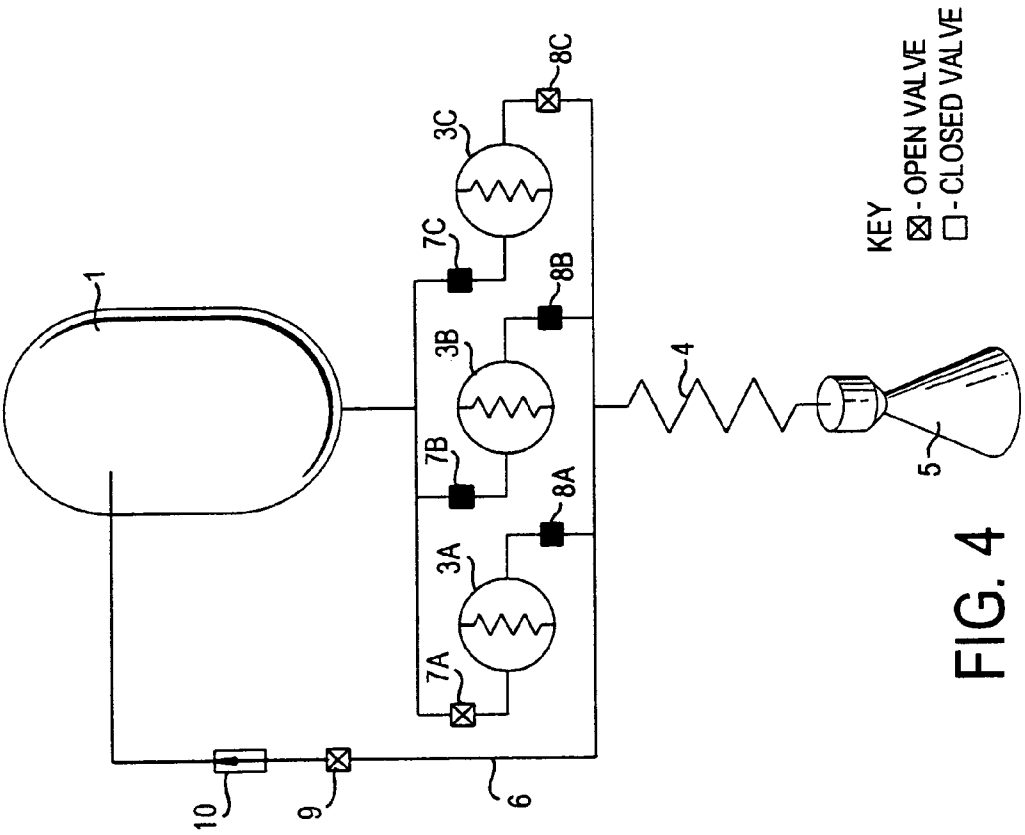 1
10
9
6
7A
3A
8A
7B
3B
8B
7C
3C
8C
4
5
KEY
- OPEN VALVE
- CLOSED VALVE
FIG. 4